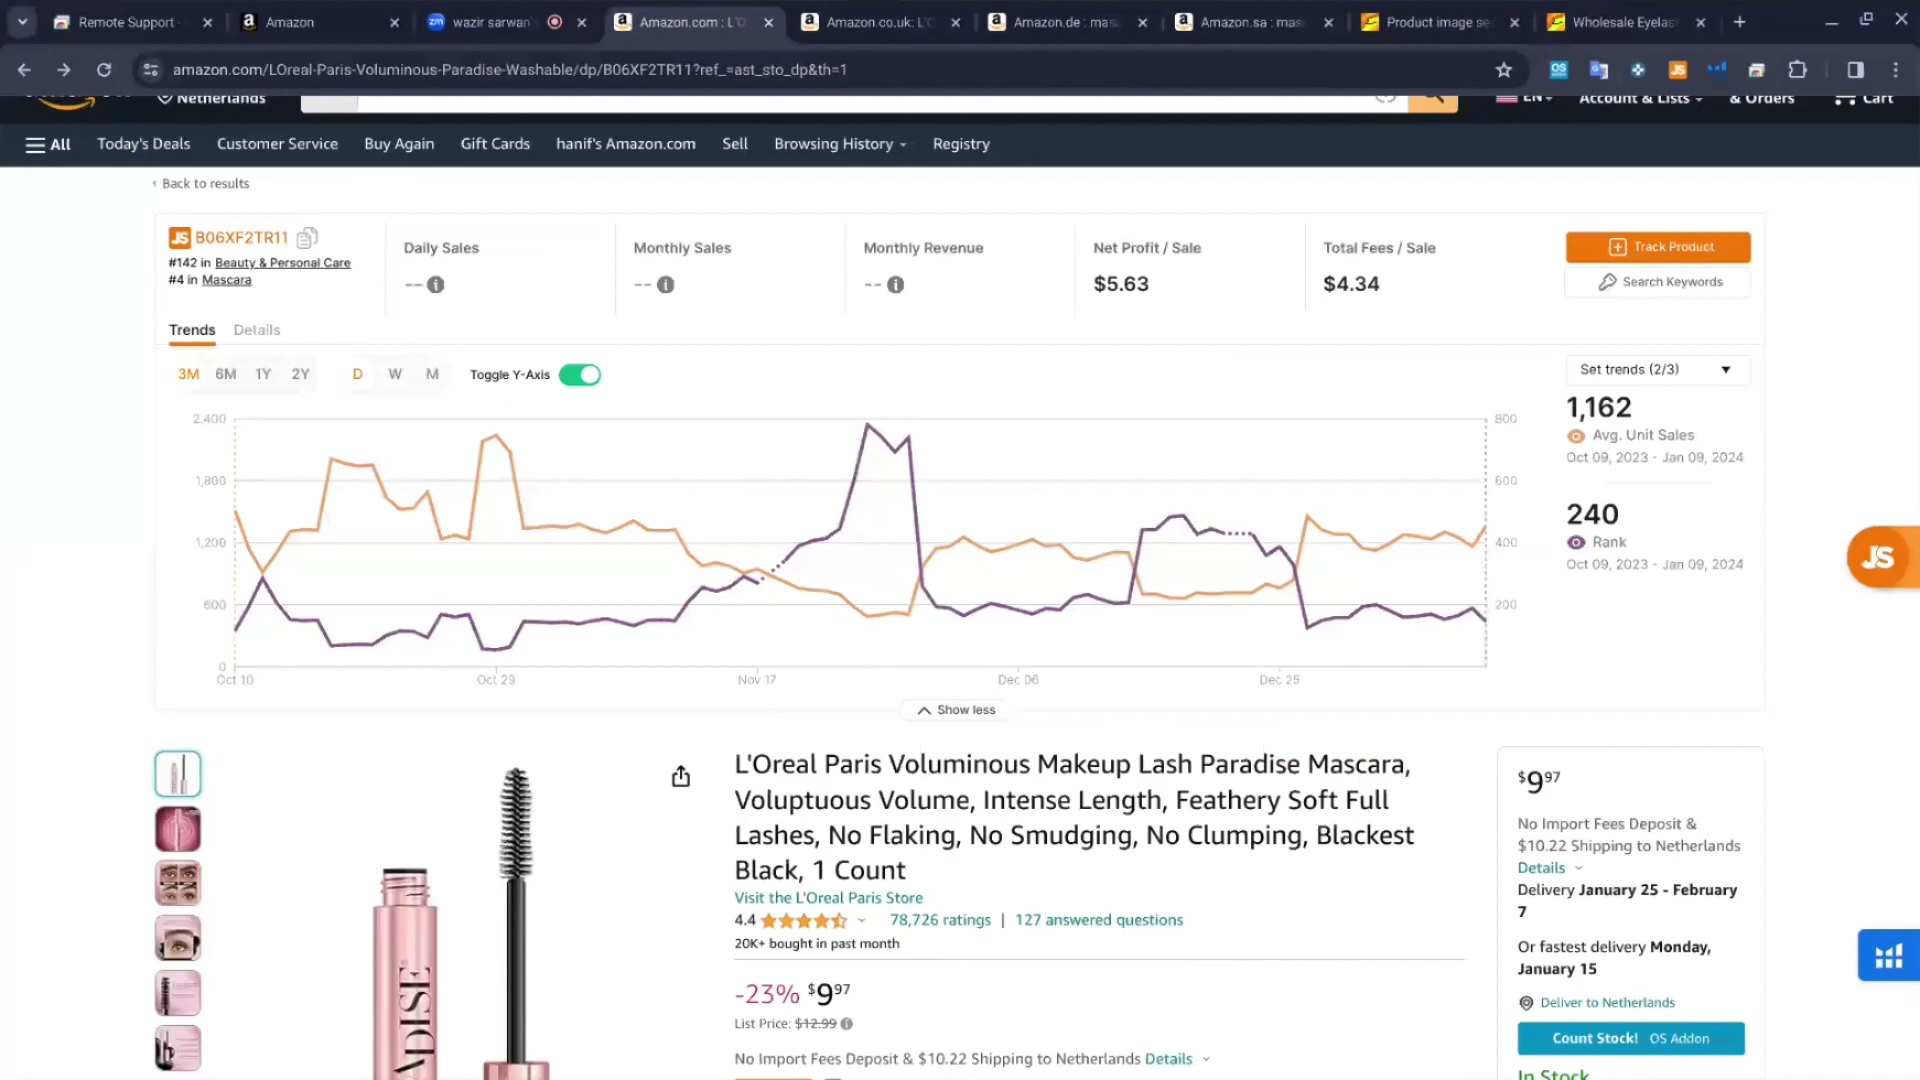 Remote Support -
Amazon
zm wazir sarwan'
Amazon.com : L'O
Amazon.co.uk: L'O
Amazon.de : mas
Amazon.sa : mas
Product image se
Wholesale Eyelas
amazon.com/LOreal-Paris-Voluminous-Paradise-Washable/dp/B06XF2TR11?ref_=ast_sto_dp&th=1
OS
JS
Netherlands
EN
Account & Lists
& Orders
Cart
All
Today's Deals
Customer Service
Buy Again
Gift Cards
hanif's Amazon.com
Sell
Browsing History
Registry
‹ Back to results
JS B06XF2TR11
#142 in Beauty & Personal Care
#4 in Mascara
Daily Sales
--
Monthly Sales
--
Monthly Revenue
--
Net Profit / Sale
$5.63
Total Fees / Sale
$4.34
Track Product
Search Keywords
Trends
Details
3M 6M 1Y 2Y
D W M
Toggle Y-Axis
Set trends (2/3)
1,162
Avg. Unit Sales
Oct 09, 2023 - Jan 09, 2024
240
Rank
Oct 09, 2023 - Jan 09, 2024
2,400
1,800
1,200
600
0
800
600
400
200
Oct 10
Oct 29
Nov 17
Dec 06
Dec 25
Show less
JS
L'Oreal Paris Voluminous Makeup Lash Paradise Mascara,
Voluptuous Volume, Intense Length, Feathery Soft Full
Lashes, No Flaking, No Smudging, No Clumping, Blackest
Black, 1 Count
Visit the L'Oreal Paris Store
4.4
78,726 ratings | 127 answered questions
20K+ bought in past month
-23% $9.97
List Price: $12.99
No Import Fees Deposit & $10.22 Shipping to Netherlands Details
ADISE
$9.97
No Import Fees Deposit &
$10.22 Shipping to Netherlands
Details
Delivery January 25 - February
7
Or fastest delivery Monday,
January 15
Deliver to Netherlands
Count Stock! OS Addon
In Stock